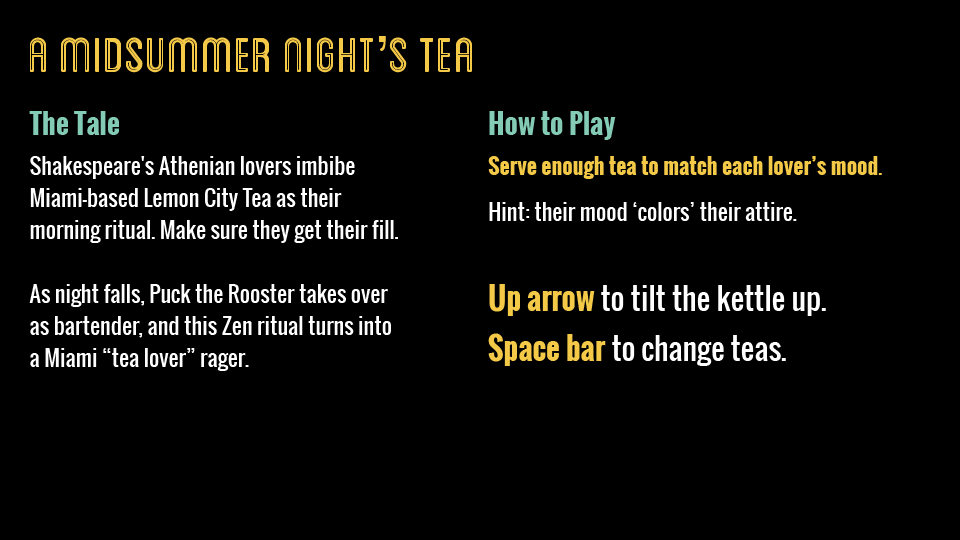 A MIDSUMMER NIGHT'S TEA
The Tale
Shakespeare's Athenian lovers imbibe
Miami-based Lemon City Tea as their
morning ritual. Make sure they get their fill.
As night falls, Puck the Rooster takes over
as bartender, and this Zen ritual turns into
a Miami “tea lover” rager.
How to Play
Serve enough tea to match each lover’s mood.
Hint: their mood ‘colors’ their attire.
Up arrow to tilt the kettle up.
Space bar to change teas.